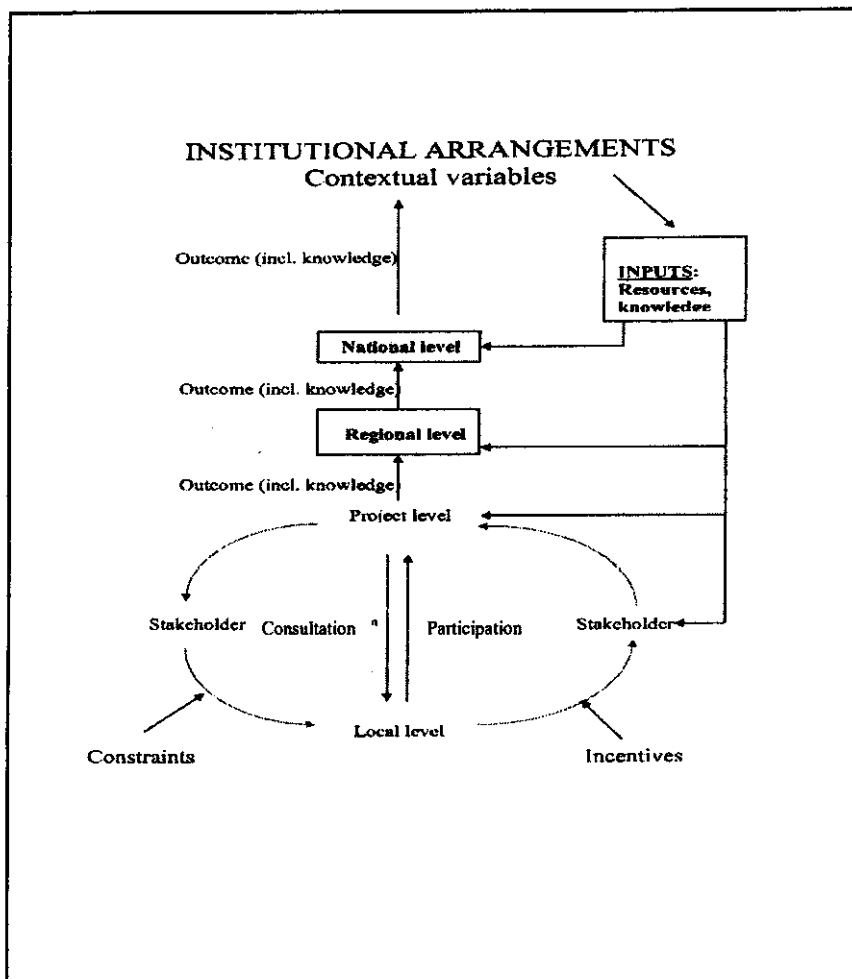 INSTITUTIONAL ARRANGEMENTS
Contextual variables
Outcome (incl. knowledge)
INPUTS:
Resources,
knowledge
National level
Outcome (incl. knowledge)
Regional level
Outcome (incl. knowledge)
Project level
Stakeholder Consultation Participation Stakeholder
Local level
Constraints Incentives